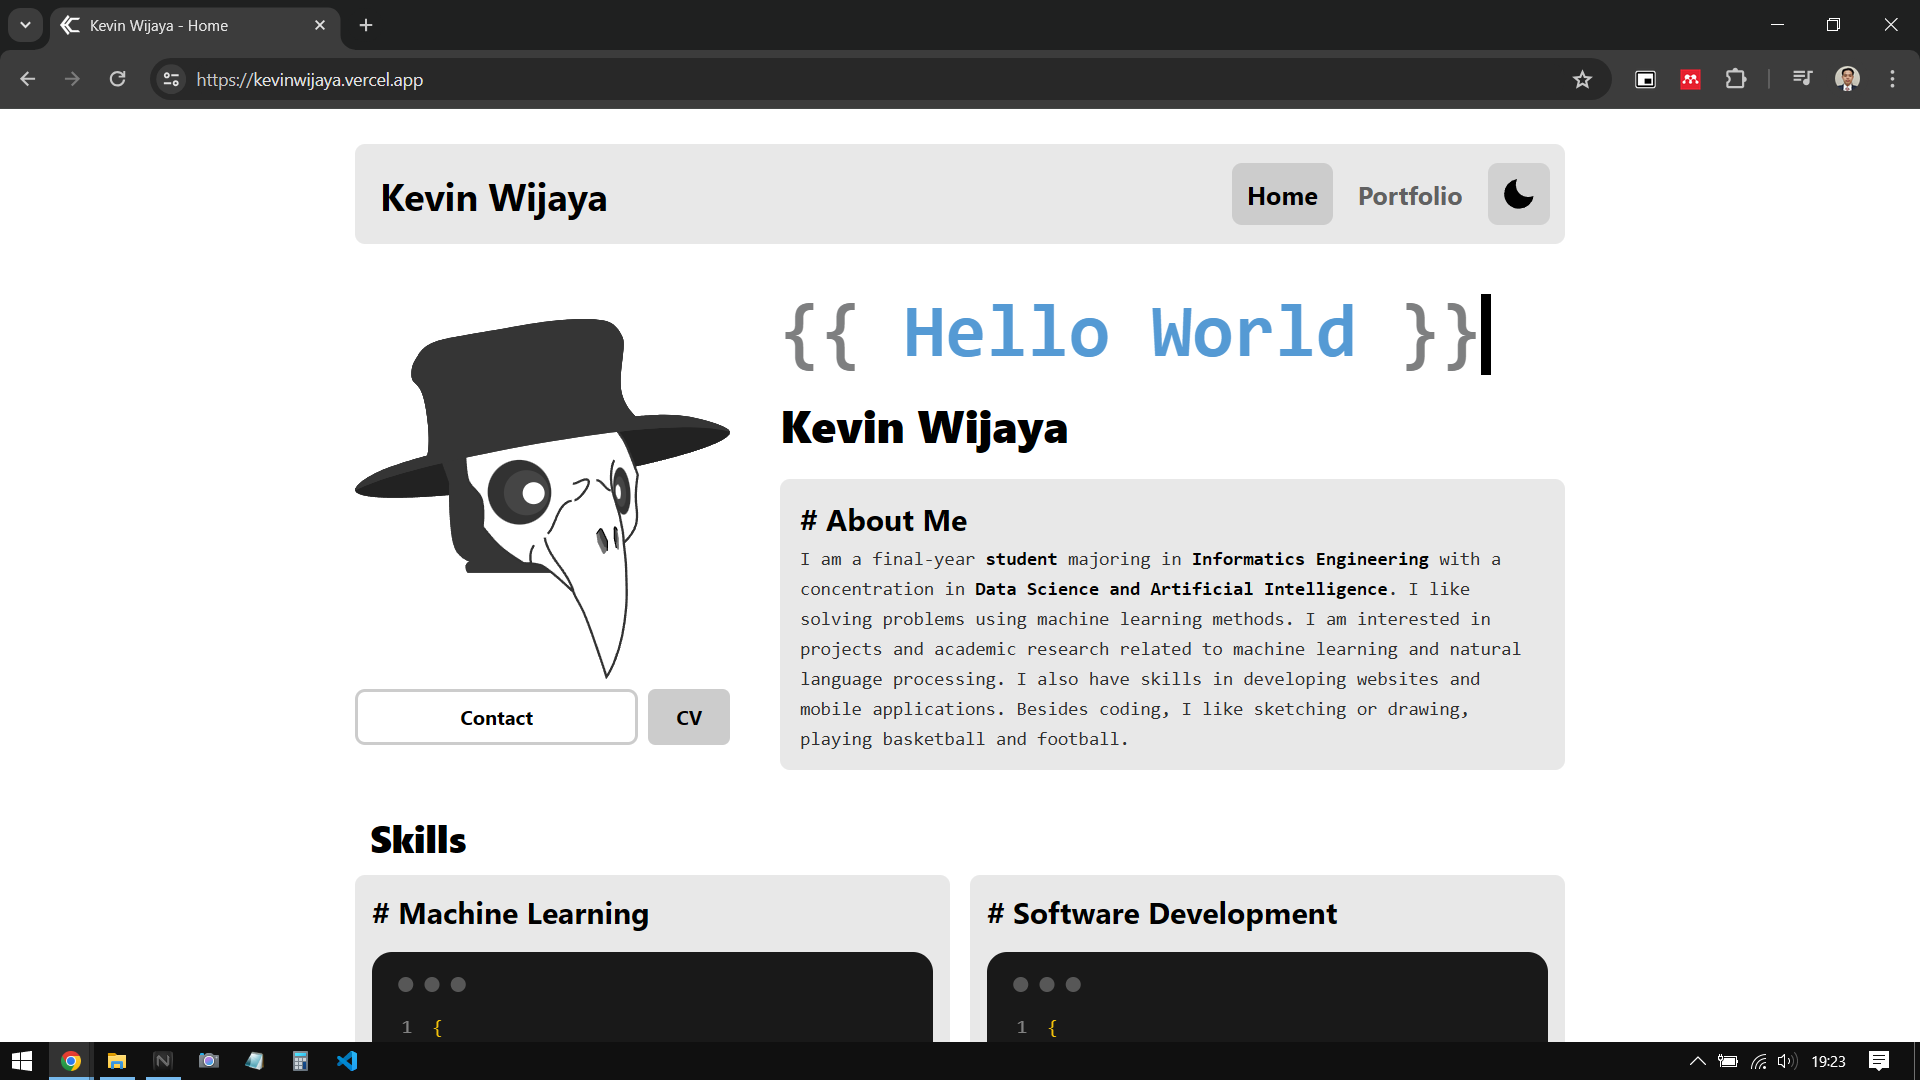 Kevin Wijaya - Home
https://kevinwijaya.vercel.app
Kevin Wijaya
Home
Portfolio
{{ Hello World }}
Kevin Wijaya
# About Me
I am a final-year student majoring in Informatics Engineering with a
concentration in Data Science and Artificial Intelligence. I like
solving problems using machine learning methods. I am interested in
projects and academic research related to machine learning and natural
language processing. I also have skills in developing websites and
mobile applications. Besides coding, I like sketching or drawing,
playing basketball and football.
Contact
CV
Skills
# Machine Learning
1 {
# Software Development
1 {
19:23